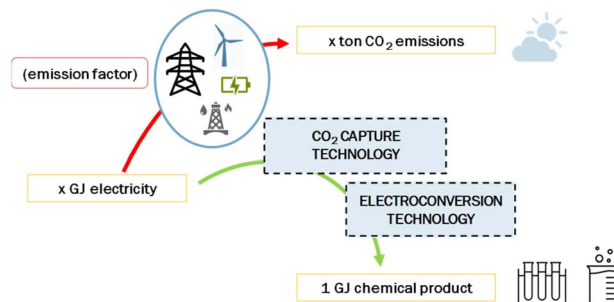 x ton CO₂ emissions
(emission factor)
CO₂ CAPTURE
TECHNOLOGY
x GJ electricity
ELECTROCONVERSION
TECHNOLOGY
1 GJ chemical product